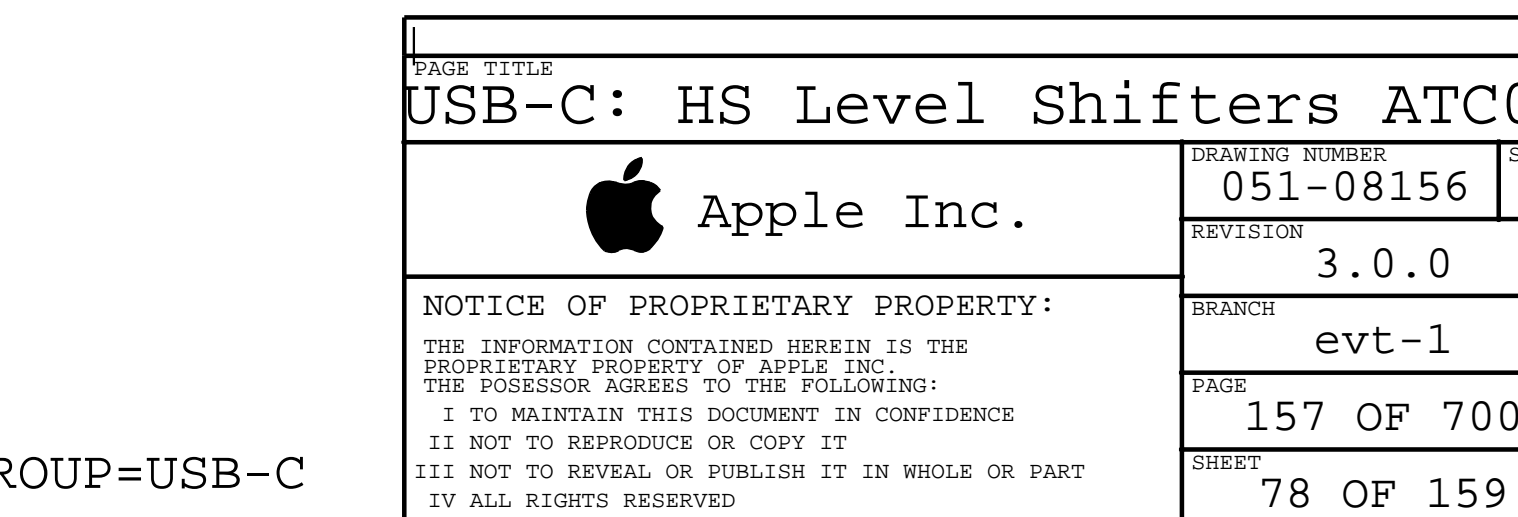 PAGE TITLE
USB-C: HS Level Shifters ATC
Apple Inc.
DRAWING NUMBER
051-08156
REVISION
3.0.0
BRANCH
evt-1
PAGE
157 OF 700
SHEET
78 OF 159
NOTICE OF PROPRIETARY PROPERTY:
THE INFORMATION CONTAINED HEREIN IS THE
PROPRIETARY PROPERTY OF APPLE INC.
THE POSESSOR AGREES TO THE FOLLOWING:
I TO MAINTAIN THIS DOCUMENT IN CONFIDENCE
II NOT TO REPRODUCE OR COPY IT
III NOT TO REVEAL OR PUBLISH IT IN WHOLE OR PART
IV ALL RIGHTS RESERVED
ROUP=USB-C